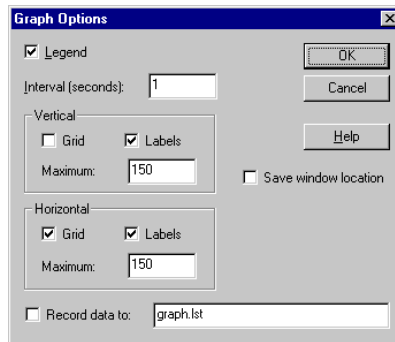 Graph Options
Legend
OK
Interval (seconds): 1
Cancel
Vertical
Grid Labels
Help
Maximum: 150
Save window location
Horizontal
Grid Labels
Maximum: 150
Record data to: graph.lst